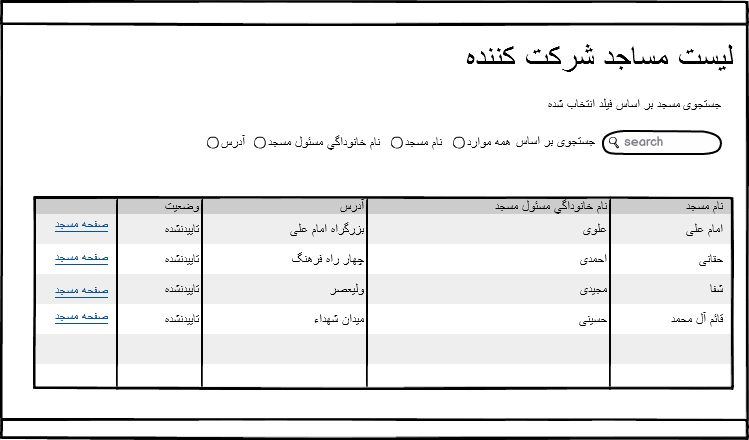 لیست مساجد شرکت کننده
جستجوی مسجد بر اساس فیلد انتخاب شده
search جستجوی بر اساس همه موارد نام مسجد نام خانوداگي مسئول مسجد آدرس
نام مسجد نام خانوداگي مسئول مسجد آدرس وضعیت
امام علی علوی بزرگراه امام علی تاییدنشده صفحه مسجد
حقانی احمدی چهار راه فرهنگ تاییدنشده صفحه مسجد
شفا مجیدی ولیعصر تاییدنشده صفحه مسجد
قائم آل محمد حسینی میدان شهداء تاییدنشده صفحه مسجد